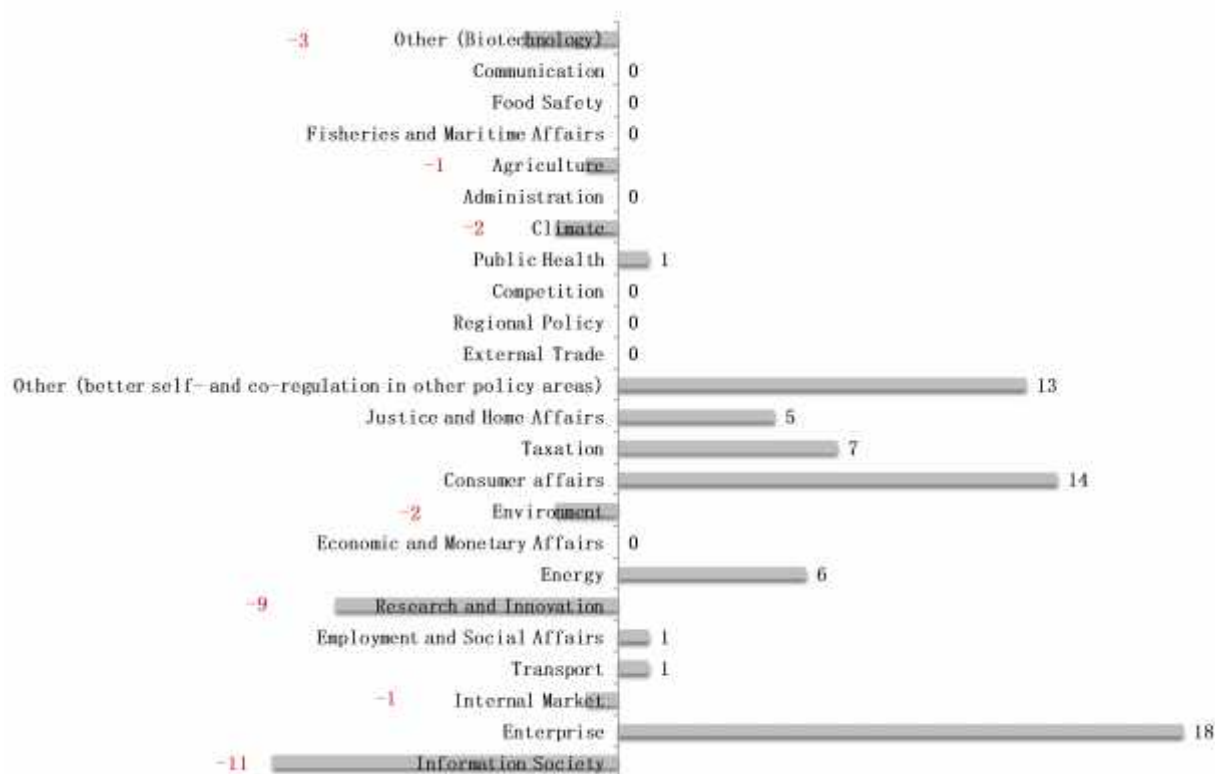 -3 Other (Biotechnology)
Communication 0
Food Safety 0
Fisheries and Maritime Affairs 0
-1 Agriculture
Administration 0
-2 Climate
Public Health 1
Competition 0
Regional Policy 0
External Trade 0
Other (better self- and co-regulation in other policy areas) 13
Justice and Home Affairs 5
Taxation 7
Consumer affairs 14
-2 Environment
Economic and Monetary Affairs 0
Energy 6
-9 Research and Innovation
Employment and Social Affairs 1
Transport 1
-1 Internal Market
Enterprise 18
-11 Information Society